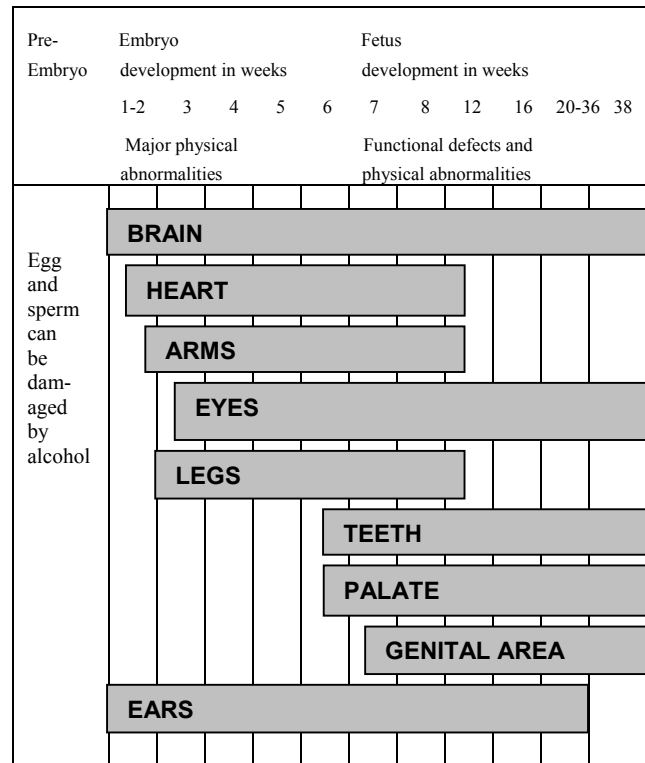 Pre-
Embryo
Embryo
development in weeks
Fetus
development in weeks
1-2 3 4 5 6 7 8 12 16 20-36 38
Major physical
abnormalities
Functional defects and
physical abnormalities
Egg
and
sperm
can
be
dam-
aged
by
alcohol
BRAIN
HEART
ARMS
EYES
LEGS
TEETH
PALATE
GENITAL AREA
EARS